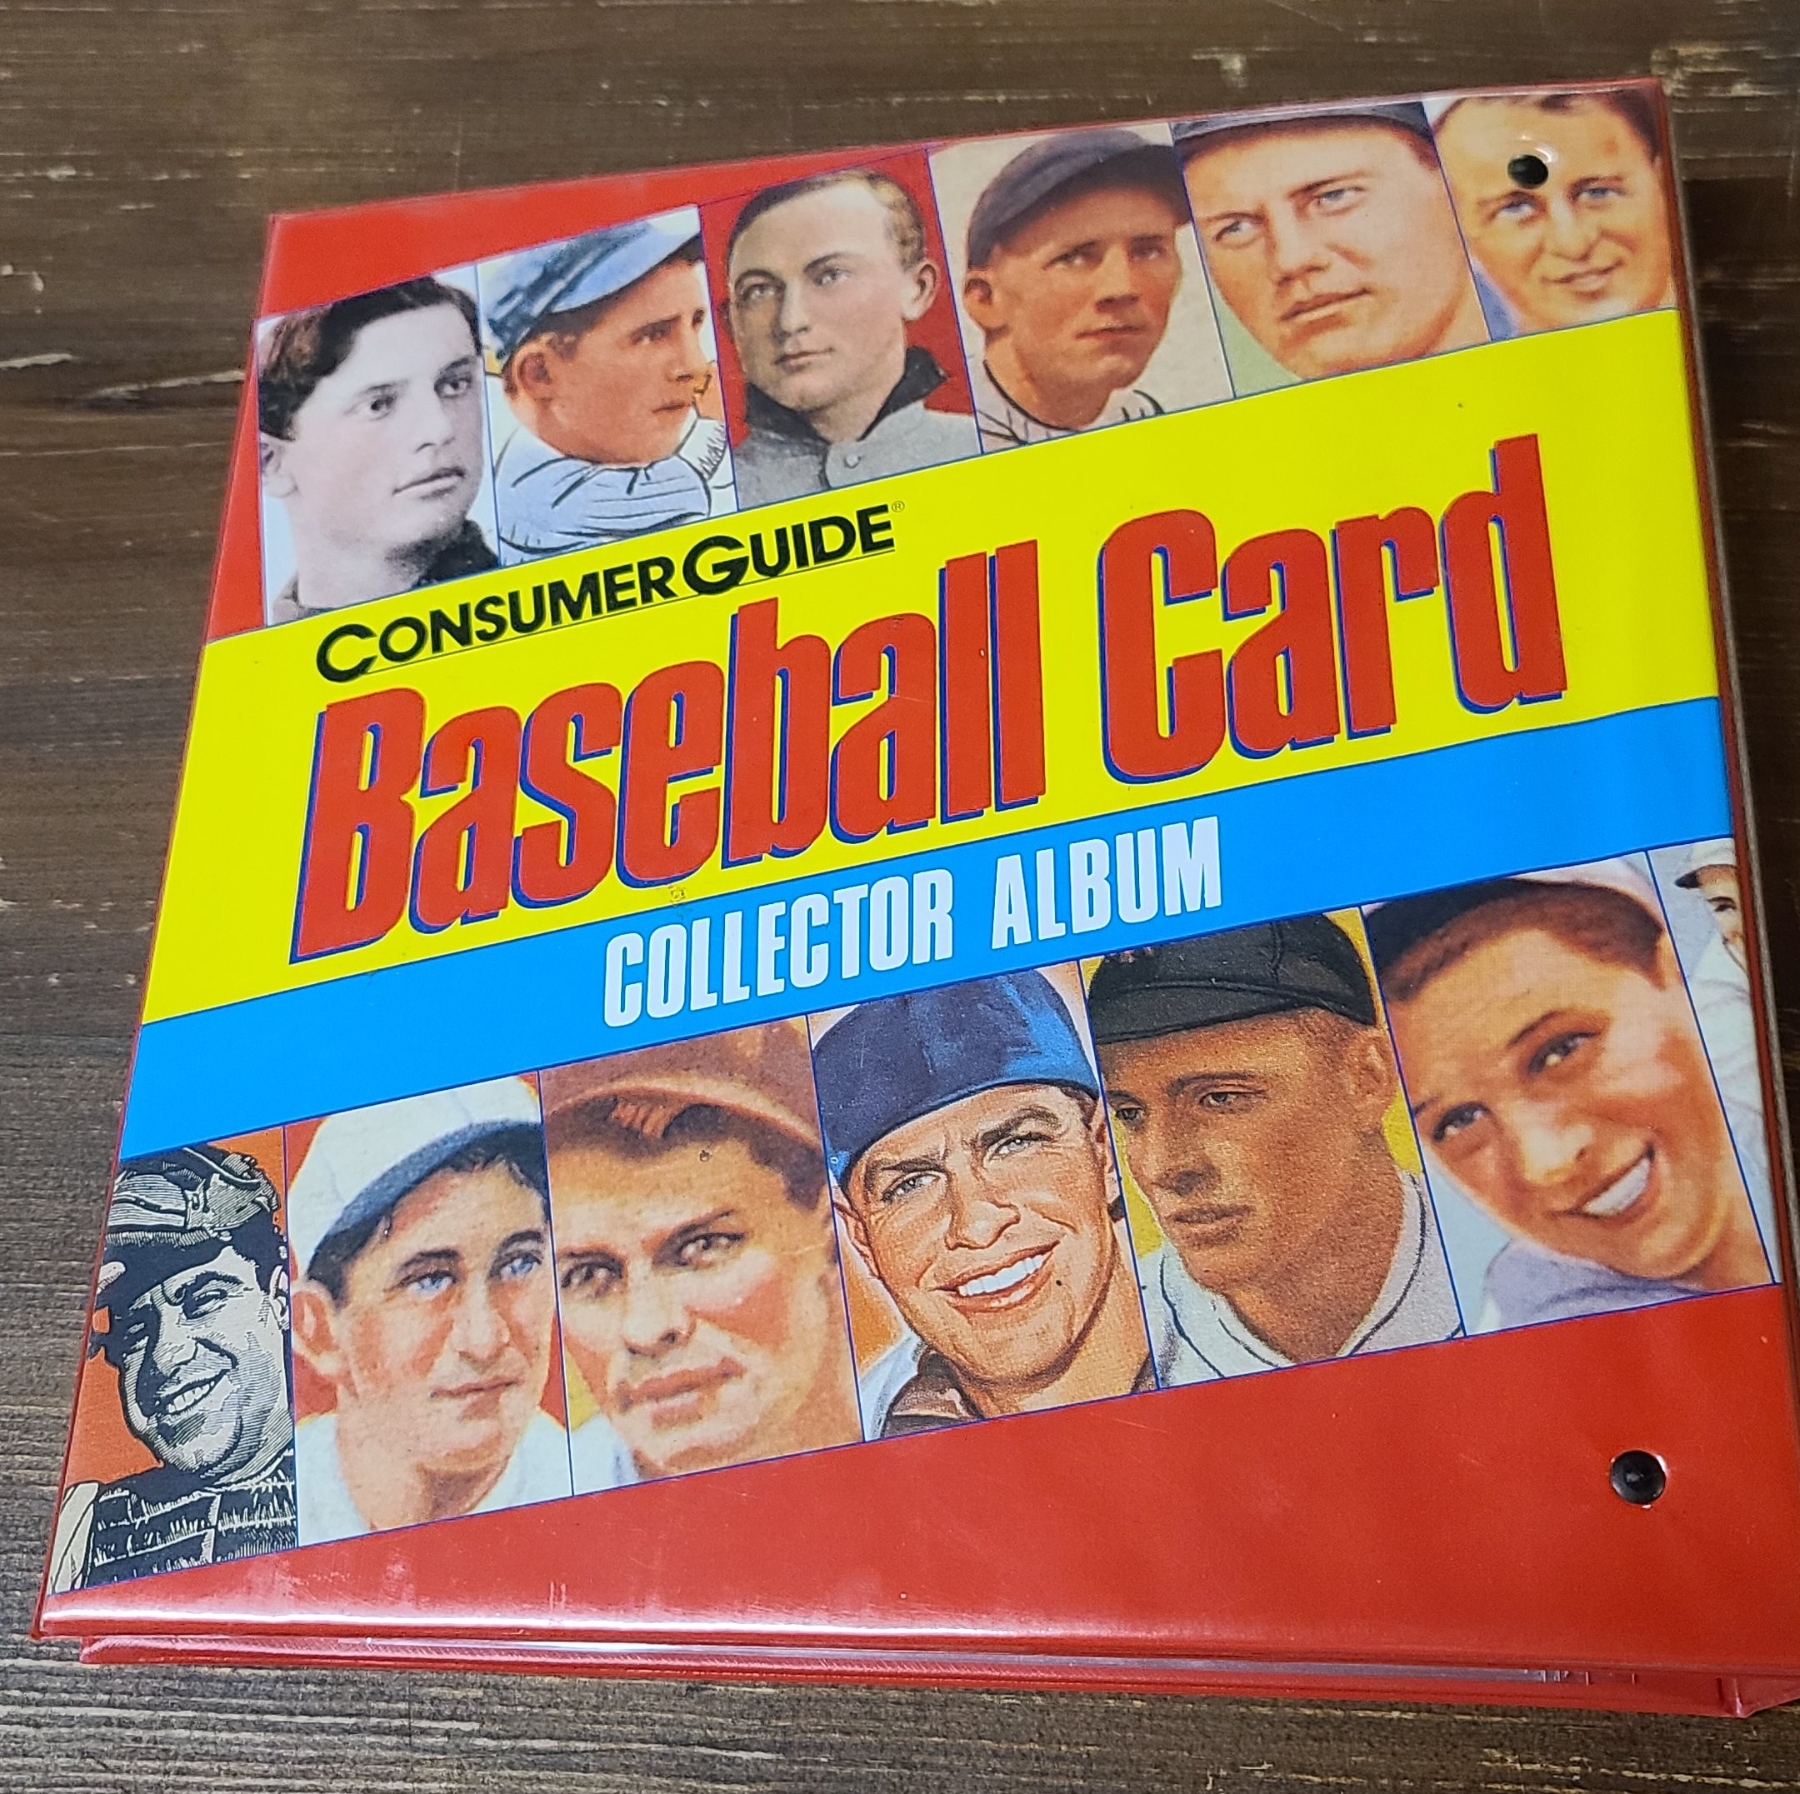 CONSUMER GUIDE®
Baseball Card
COLLECTOR ALBUM